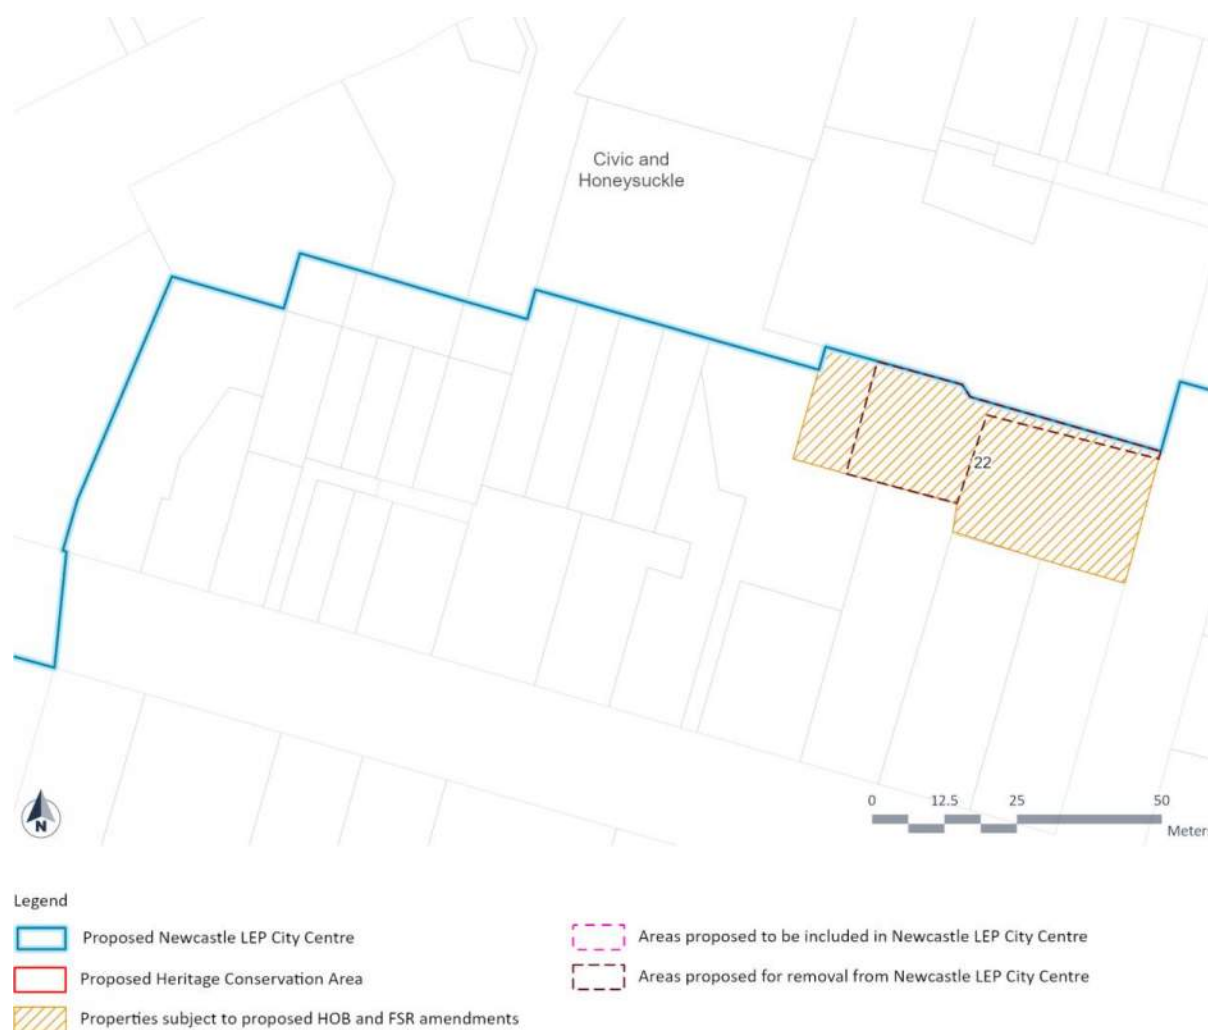 Civic and
Honeysuckle
22
N
0 12.5 25 50
Meters
Legend
Proposed Newcastle LEP City Centre
Proposed Heritage Conservation Area
Properties subject to proposed HOB and FSR amendments
Areas proposed to be included in Newcastle LEP City Centre
Areas proposed for removal from Newcastle LEP City Centre